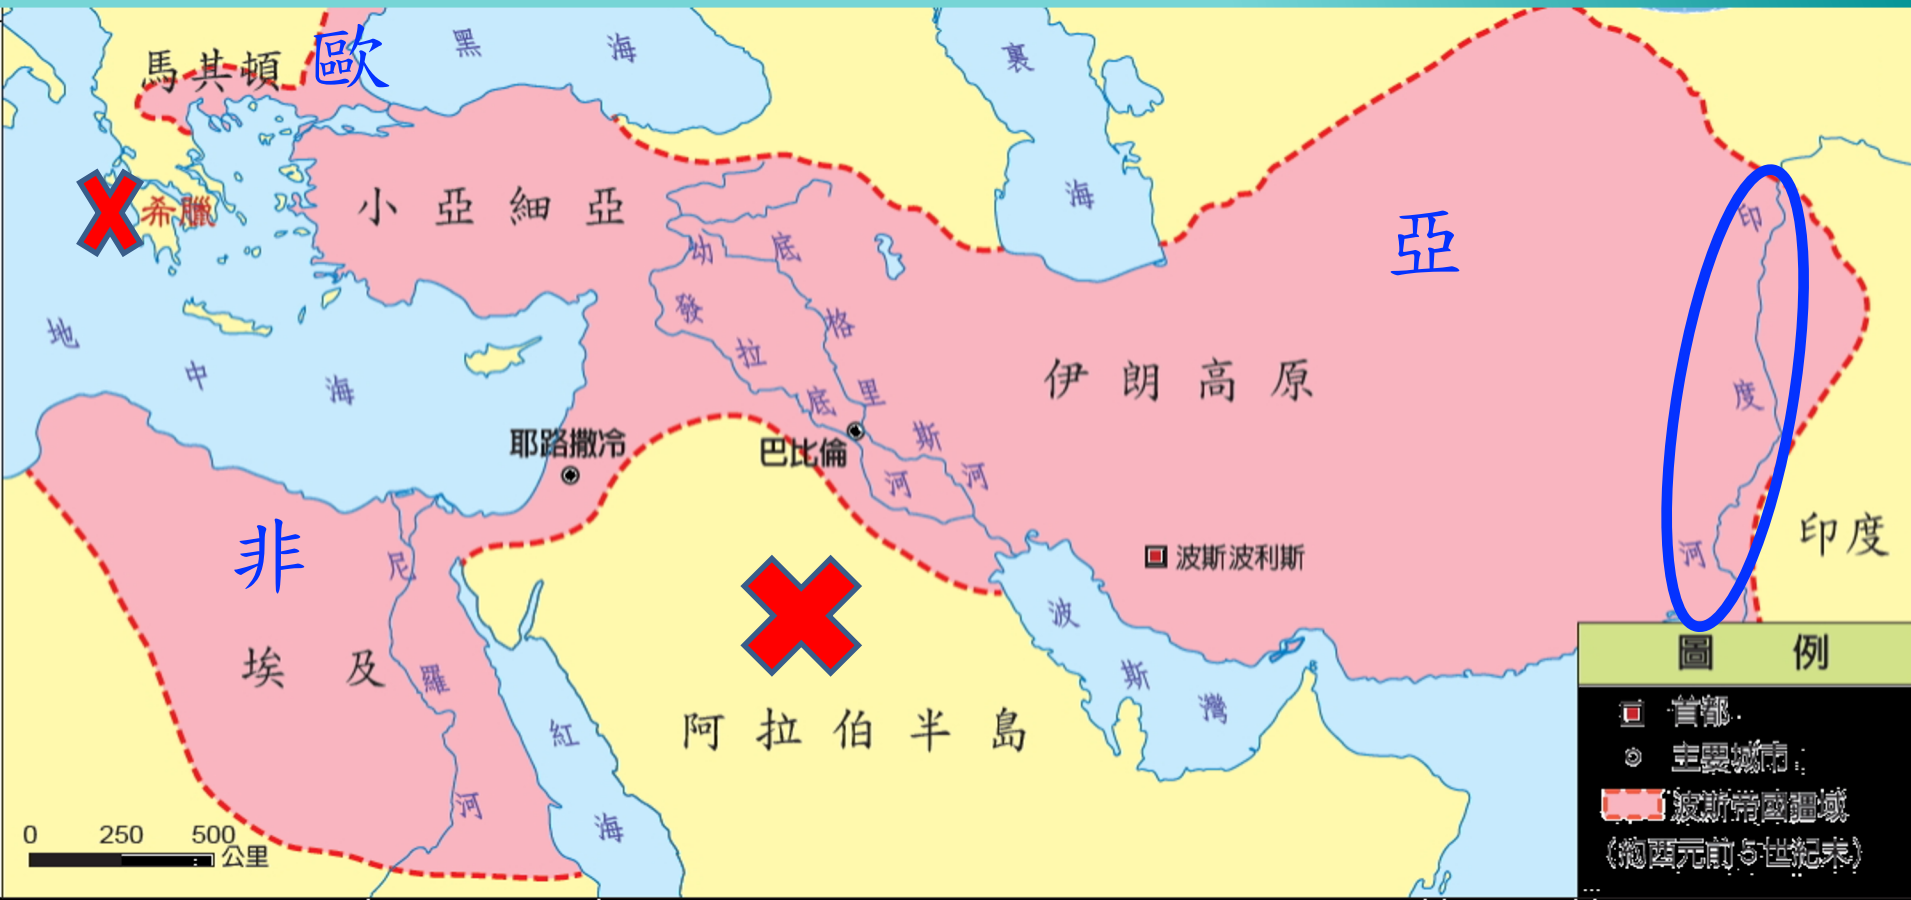 馬其頓
歐
黑海
裏海
希臘
小亞細亞
亞
印度河
幼發拉底河
底格里斯河
地中海
伊朗高原
耶路撒冷
巴比倫
非
尼羅河
波斯波利斯
印度
埃及
波斯灣
紅海
阿拉伯半島
0 250 500
公里
圖例
首都
主要城市
波斯帝國疆域
(約西元前5世紀末)